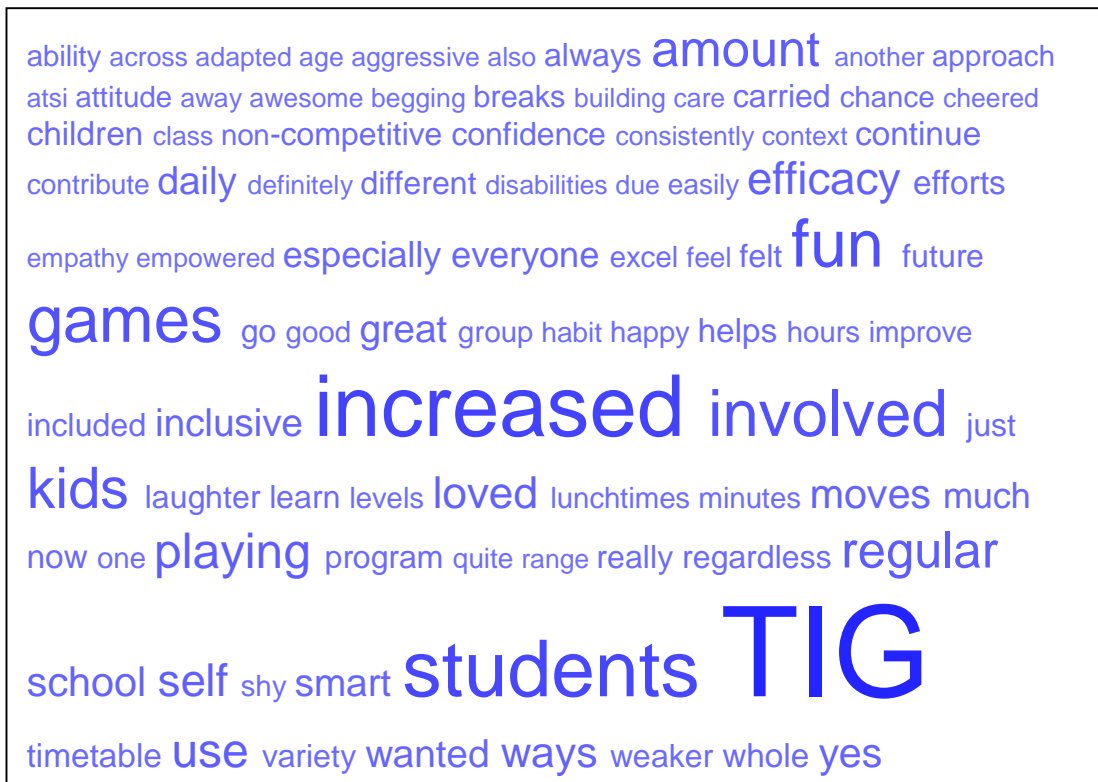 ability across adapted age aggressive also always amount another approach
atsi attitude away awesome begging breaks building care carried chance cheered
children class non-competitive confidence consistently context continue
contribute daily definitely different disabilities due easily efficacy efforts
empathy empowered especially everyone excel feel felt fun future
games go good great group habit happy helps hours improve
included inclusive increased involved just
kids laughter learn levels loved lunchtimes minutes moves much
now one playing program quite range really regardless regular
school self shy smart students TIG
timetable use variety wanted ways weaker whole yes